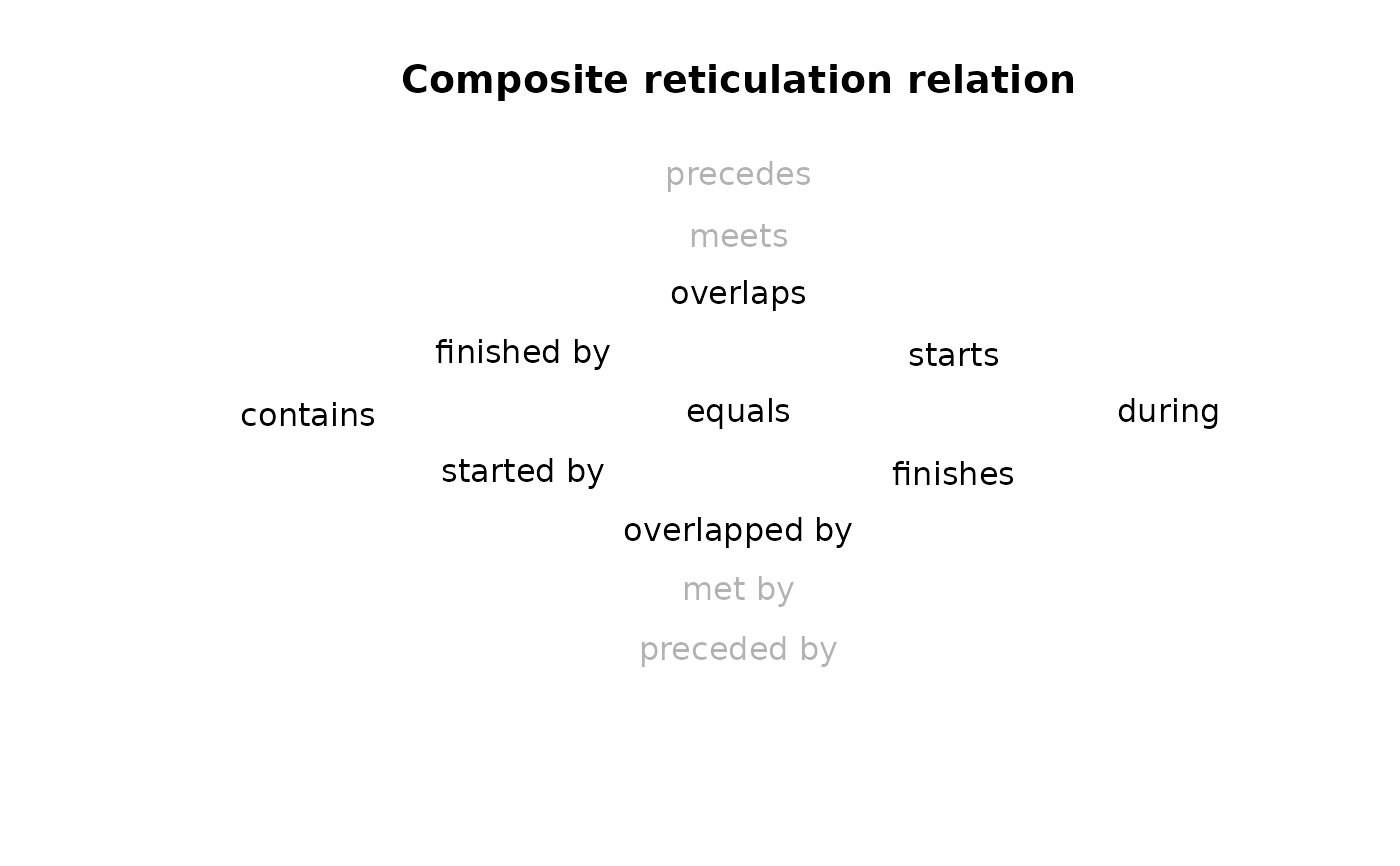 Composite reticulation relation
precedes
meets
overlaps
finished by
starts
contains
equals
during
started by
finishes
overlapped by
met by
preceded by